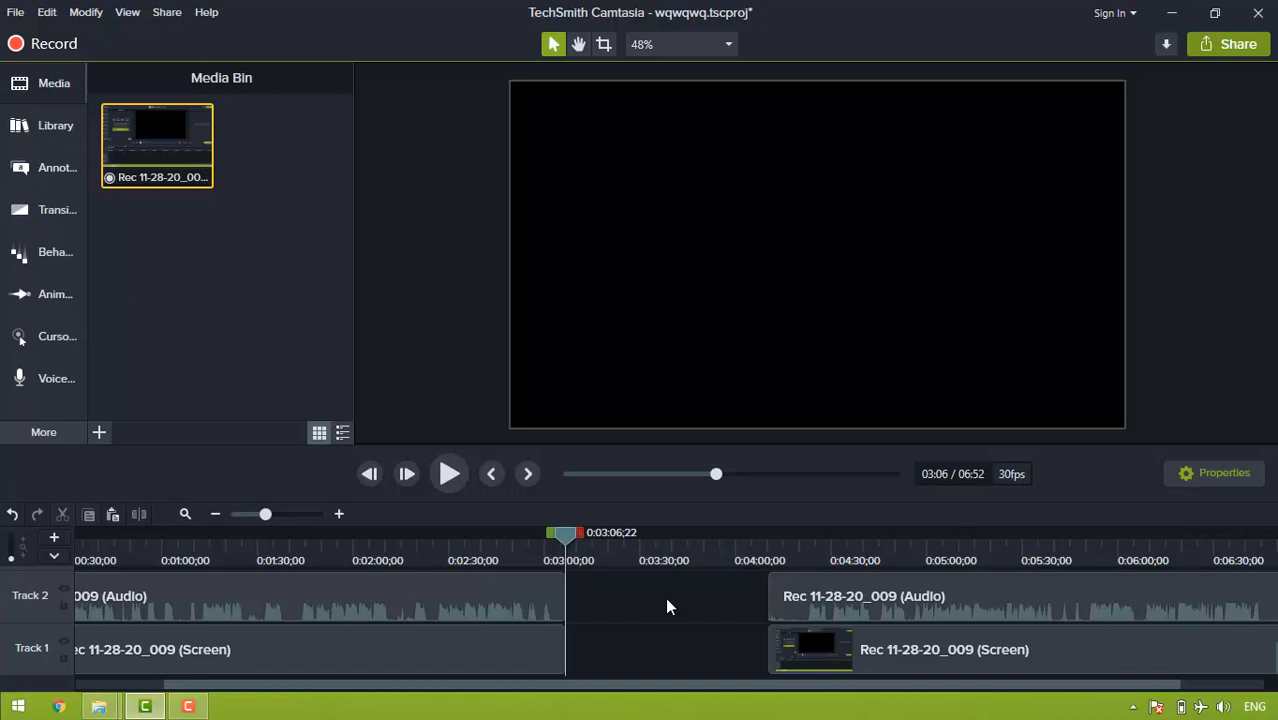 File Edit Modify View Share Help
TechSmith Camtasia - wqwqwq.tscproj*
Sign In
Record
48%
Share
Media
Library
Annot...
Transi...
Beha...
Anim...
Curso...
Voice...
More
Media Bin
Rec 11-28-20_00...
03:06 / 06:52 30fps
Properties
0:03:06;22
:00:30;00 0:01:00;00 0:01:30;00 0:02:00;00 0:02:30;00 0:03:00;00 0:03:30;00 0:04:00;00 0:04:30;00 0:05:00;00 0:05:30;00 0:06:00;00 0:06:30;00
Track 2
009 (Audio)
Rec 11-28-20_009 (Audio)
Track 1
ec 11-28-20_009 (Screen)
Rec 11-28-20_009 (Screen)
ENG